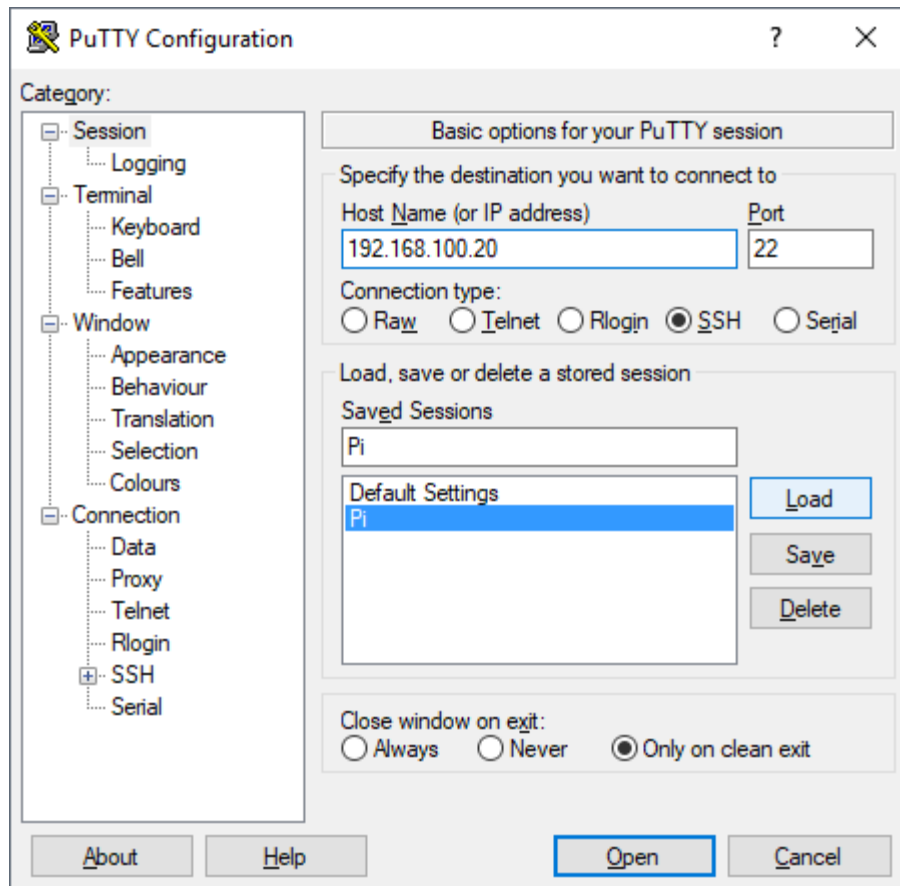 PuTTY Configuration ?
Category:
Session
Logging
Terminal
Keyboard
Bell
Features
Window
Appearance
Behaviour
Translation
Selection
Colours
Connection
Data
Proxy
Telnet
Rlogin
SSH
Serial
Basic options for your PuTTY session
Specify the destination you want to connect to
Host Name (or IP address) Port
192.168.100.20 22
Connection type:
Raw Telnet Rlogin SSH Serial
Load, save or delete a stored session
Saved Sessions
Pi
Default Settings
Pi
Load
Save
Delete
Close window on exit:
Always Never Only on clean exit
About Help Open Cancel